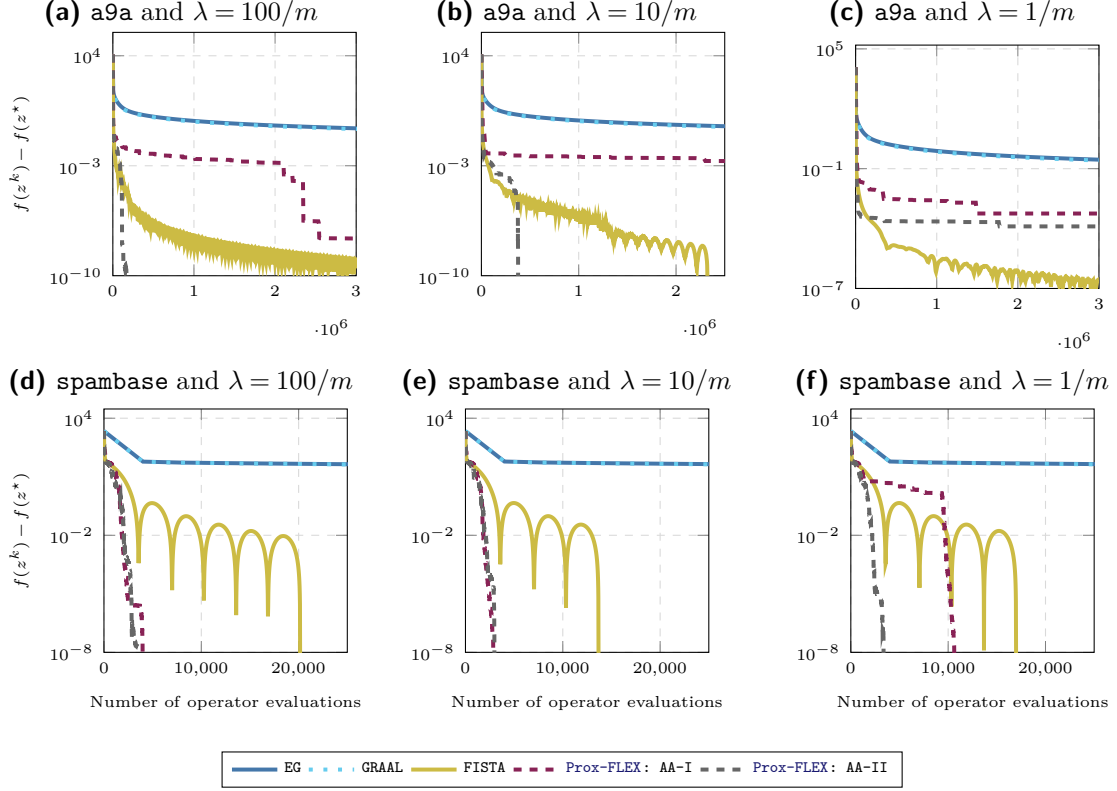 (a) a9a and λ = 100/m
(b) a9a and λ = 10/m
(c) a9a and λ = 1/m
f(z^k) − f(z^⋆)
10^4
10^−3
10^−10
0 1 2 3
·10^6
10^4
10^−3
10^−10
0 1 2
·10^6
10^5
10^−1
10^−7
0 1 2 3
·10^6
(d) spambase and λ = 100/m
(e) spambase and λ = 10/m
(f) spambase and λ = 1/m
f(z^k) − f(z^⋆)
10^4
10^−2
10^−8
0 10,000 20,000
Number of operator evaluations
10^4
10^−2
10^−8
0 10,000 20,000
Number of operator evaluations
10^4
10^−2
10^−8
0 10,000 20,000
Number of operator evaluations
EG GRAAL FISTA Prox-FLEX: AA-I Prox-FLEX: AA-II